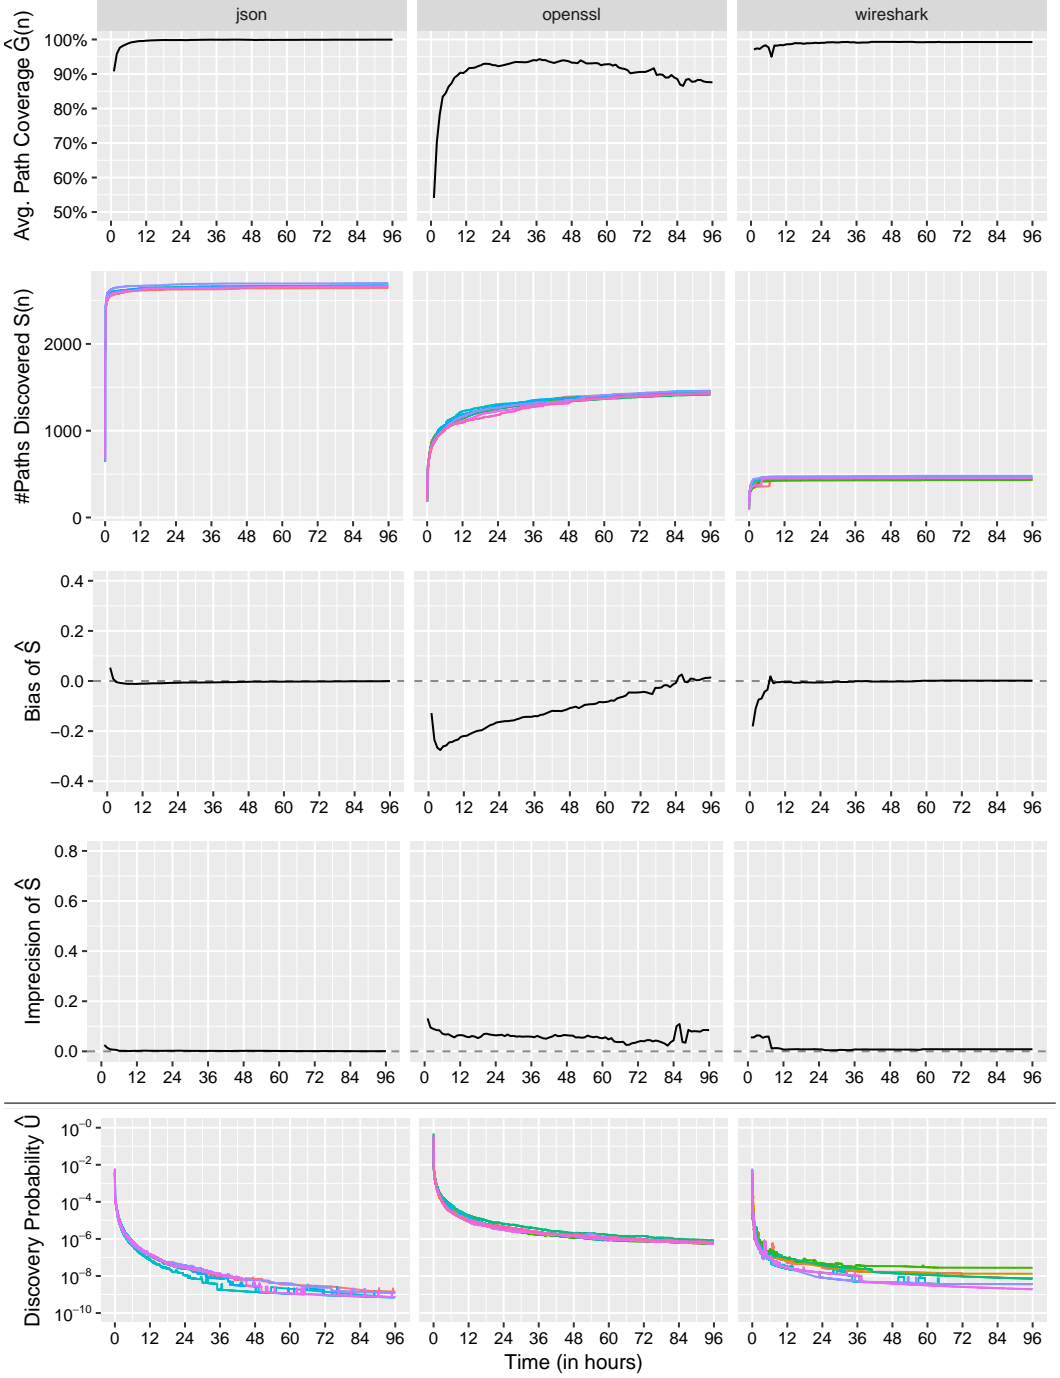 json openssl wireshark
Avg. Path Coverage Ĝ(n)
100%
90%
80%
70%
60%
50%
0 12 24 36 48 60 72 84 96 0 12 24 36 48 60 72 84 96 0 12 24 36 48 60 72 84 96
#Paths Discovered S(n)
2000
1000
0
0 12 24 36 48 60 72 84 96 0 12 24 36 48 60 72 84 96 0 12 24 36 48 60 72 84 96
Bias of Ŝ
0.4
0.2
0.0
−0.2
−0.4
0 12 24 36 48 60 72 84 96 0 12 24 36 48 60 72 84 96 0 12 24 36 48 60 72 84 96
Imprecision of Ŝ
0.8
0.6
0.4
0.2
0.0
0 12 24 36 48 60 72 84 96 0 12 24 36 48 60 72 84 96 0 12 24 36 48 60 72 84 96
Discovery Probability Û
10⁻⁰
10⁻²
10⁻⁴
10⁻⁶
10⁻⁸
10⁻¹⁰
0 12 24 36 48 60 72 84 96 0 12 24 36 48 60 72 84 96 0 12 24 36 48 60 72 84 96
Time (in hours)